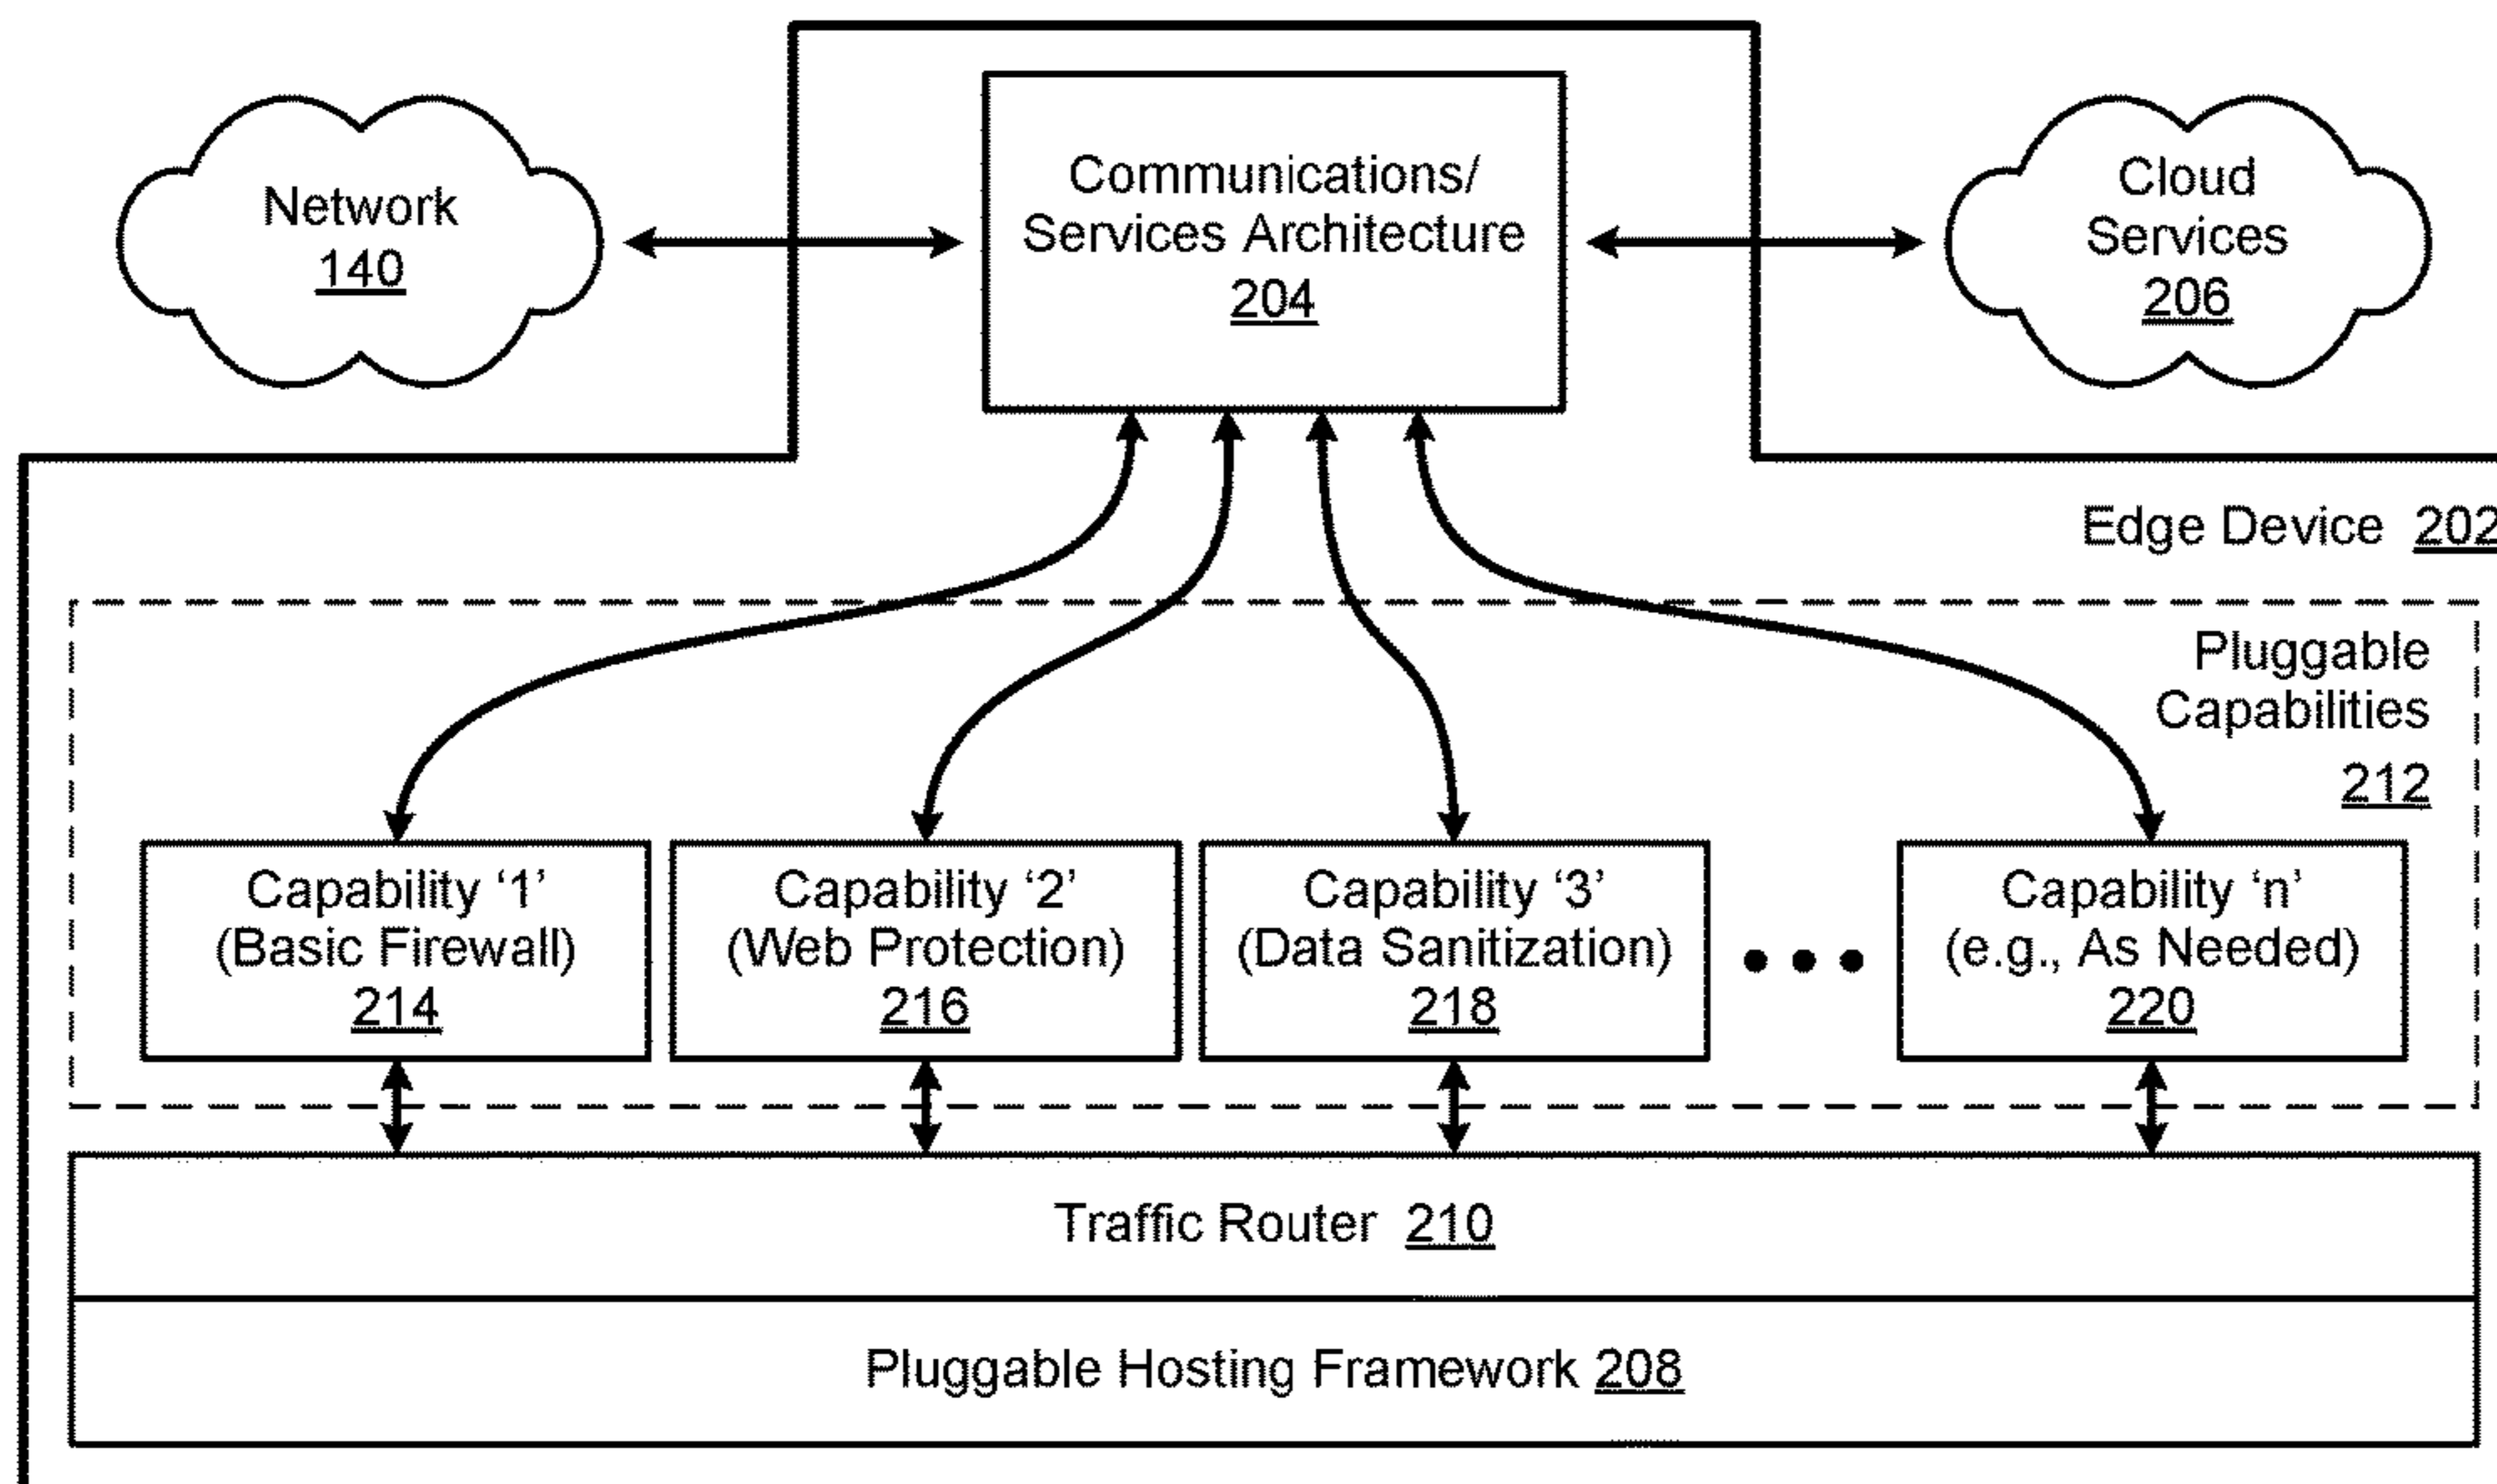 Network
140
Communications/
Services Architecture
204
Cloud
Services
206
Edge Device 202
Pluggable
Capabilities
212
Capability ‘1’
(Basic Firewall)
214
Capability ‘2’
(Web Protection)
216
Capability ‘3’
(Data Sanitization)
218
Capability ‘n’
(e.g., As Needed)
220
Traffic Router 210
Pluggable Hosting Framework 208